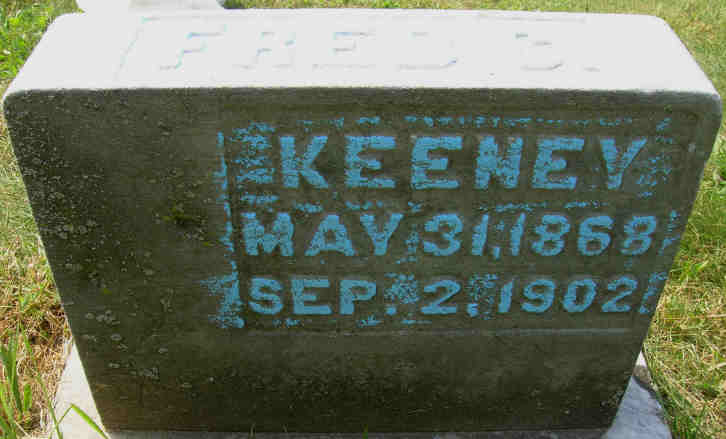 FRED
KEENEY
MAY 31, 1868
SEP. 2, 1902